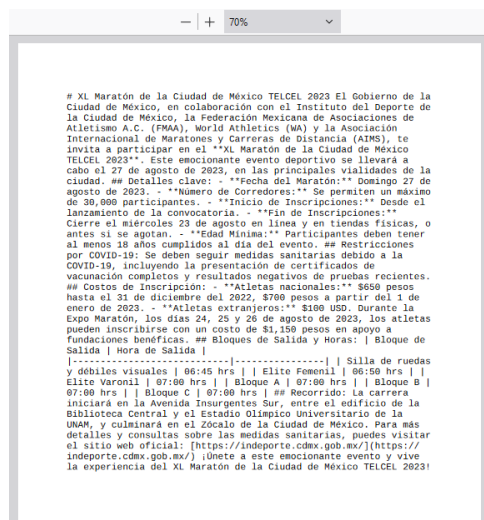 70%
# XL Maratón de la Ciudad de México TELCEL 2023 El Gobierno de la
Ciudad de México, en colaboración con el Instituto del Deporte de
la Ciudad de México, la Federación Mexicana de Asociaciones de
Atletismo A.C. (FMAA), World Athletics (WA) y la Asociación
Internacional de Maratones y Carreras de Distancia (AIMS), te
invita a participar en el **XL Maratón de la Ciudad de México
TELCEL 2023**. Este emocionante evento deportivo se llevará a
cabo el 27 de agosto de 2023, en las principales vialidades de la
ciudad. ## Detalles clave: - **Fecha del Maratón:** Domingo 27 de
agosto de 2023. - **Número de Corredores:** Se permiten un máximo
de 30,000 participantes. - **Inicio de Inscripciones:** Desde el
lanzamiento de la convocatoria. - **Fin de Inscripciones:**
Cierre el miércoles 23 de agosto en línea y en tiendas físicas, o
antes si se agotan. - **Edad Mínima:** Participantes deben tener
al menos 18 años cumplidos al día del evento. ## Restricciones
por COVID-19: Se deben seguir medidas sanitarias debido a la
COVID-19, incluyendo la presentación de certificados de
vacunación completos y resultados negativos de pruebas recientes.
## Costos de Inscripción: - **Atletas nacionales:** $650 pesos
hasta el 31 de diciembre del 2022, $700 pesos a partir del 1 de
enero de 2023. - **Atletas extranjeros:** $100 USD. Durante la
Expo Maratón, los días 24, 25 y 26 de agosto de 2023, los atletas
pueden inscribirse con un costo de $1,150 pesos en apoyo a
fundaciones benéficas. ## Bloques de Salida y Horas: | Bloque de
Salida | Hora de Salida |
|-----------------------------|----------------| | Silla de ruedas
y débiles visuales | 06:45 hrs | | Elite Femenil | 06:50 hrs | |
Elite Varonil | 07:00 hrs | | Bloque A | 07:00 hrs | | Bloque B |
07:00 hrs | | Bloque C | 07:00 hrs | ## Recorrido: La carrera
iniciará en la Avenida Insurgentes Sur, entre el edificio de la
Biblioteca Central y el Estadio Olímpico Universitario de la
UNAM, y culminará en el Zócalo de la Ciudad de México. Para más
detalles y consultas sobre las medidas sanitarias, puedes visitar
el sitio web oficial: [https://indeporte.cdmx.gob.mx/](https://
indeporte.cdmx.gob.mx/) ¡Únete a este emocionante evento y vive
la experiencia del XL Maratón de la Ciudad de México TELCEL 2023!